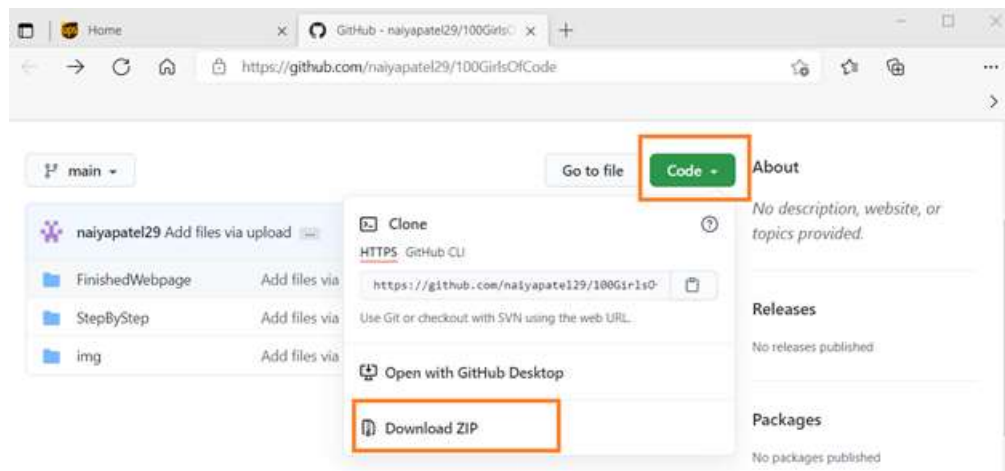 Home
GitHub - naiyapatel29/100GirlsO
https://github.com/naiyapatel29/100GirlsOfCode
main
Go to file
Code
About
No description, website, or
topics provided.
naiyapatel29 Add files via upload
Clone
HTTPS GitHub CLI
https://github.com/naiyapatel29/100GirlsO
Use Git or checkout with SVN using the web URL.
FinishedWebpage
Add files via
StepByStep
Add files via
img
Add files via
Open with GitHub Desktop
Download ZIP
Releases
No releases published
Packages
No packages published